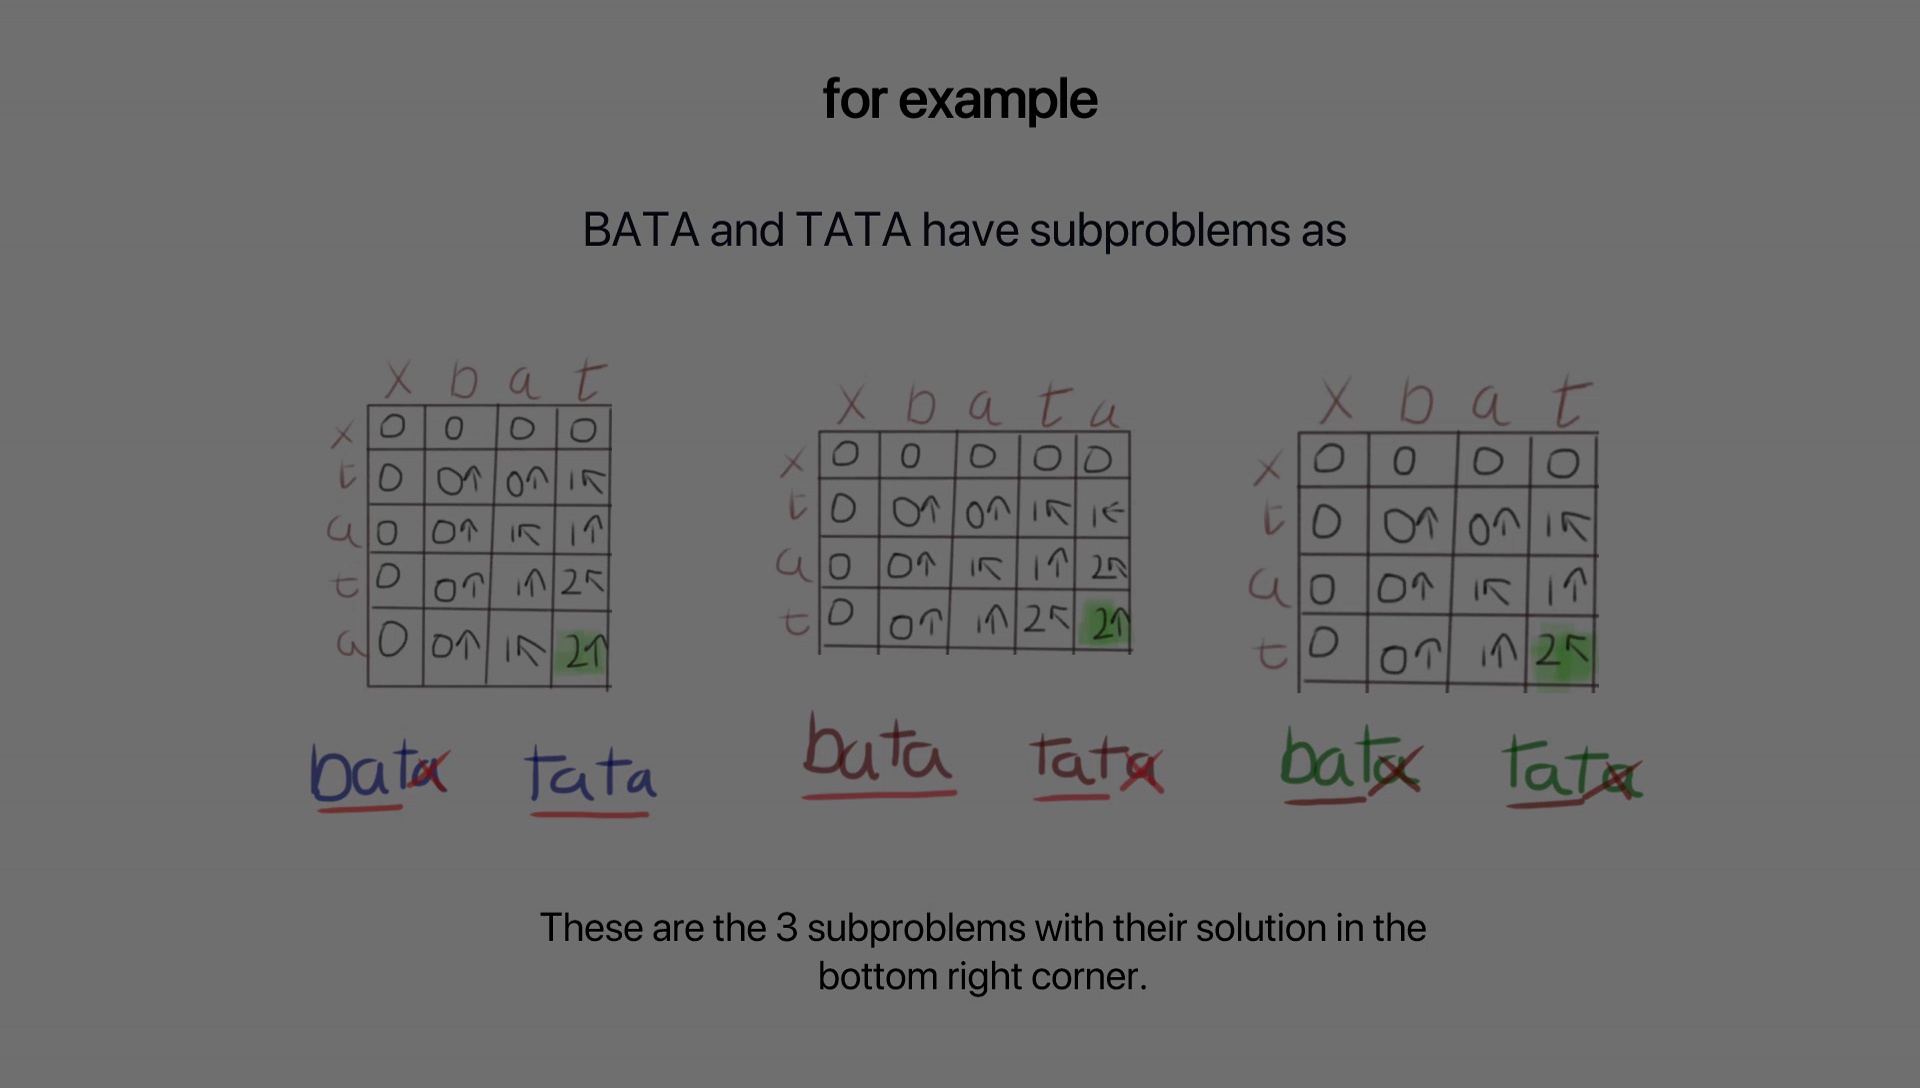 for example
BATA and TATA have subproblems as
x b a t
x 0 0 0 0
t 0 0↑ 0↑ 1↖
a 0 0↑ 1↖ 1↑
t 0 0↑ 1↑ 2↖
a 0 0↑ 1↖ 2↑
bata tata
x b a t a
x 0 0 0 0 0
t 0 0↑ 0↑ 1↖ 1←
a 0 0↑ 1↖ 1↑ 2↖
t 0 0↑ 1↑ 2↖ 2↑
bata tata
x b a t
x 0 0 0 0
t 0 0↑ 0↑ 1↖
a 0 0↑ 1↖ 1↑
t 0 0↑ 1↑ 2↖
bata tata
These are the 3 subproblems with their solution in the
bottom right corner.